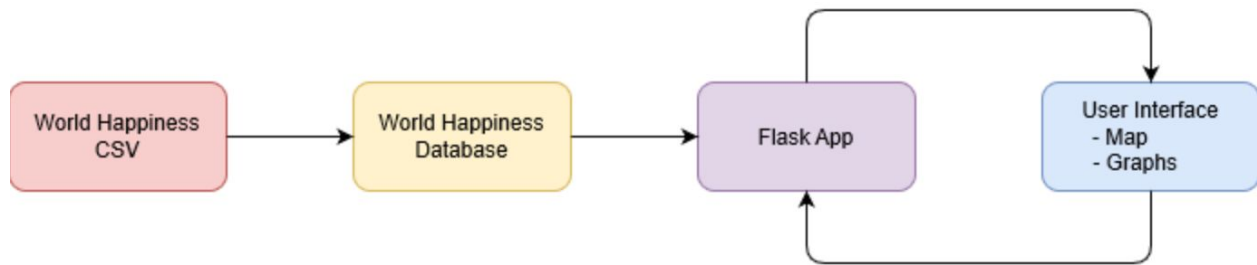 World Happiness
CSV
World Happiness
Database
Flask App
User Interface
- Map
- Graphs